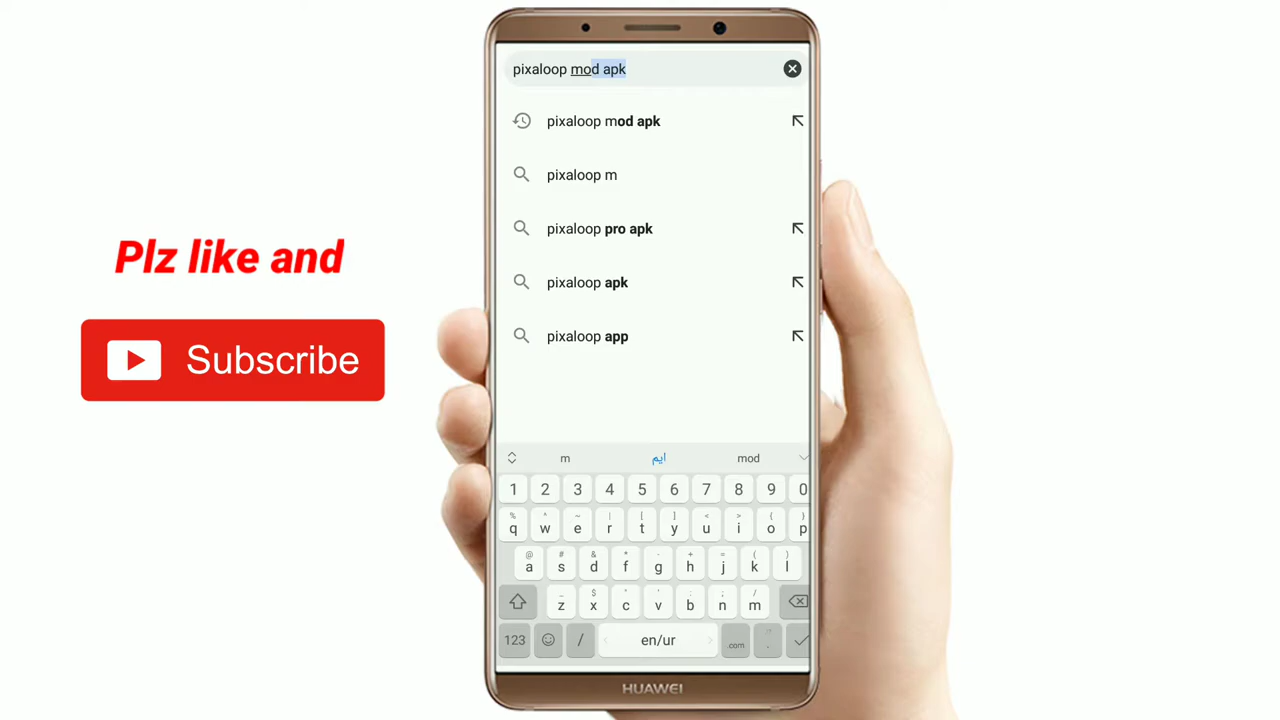 pixaloop mod apk
pixaloop mod apk
pixaloop m
pixaloop pro apk
pixaloop apk
pixaloop app
Plz like and
Subscribe
m ایم mod
1 2 3 4 5 6 7 8 9 0
" ^ ~ [ ] < > { }
q w e r t y u i o p
@ # & * - + = ( )
a s d f g h j k l
$ " ' : ; /
z x c v b n m
123 / en/ur .com .
HUAWEI